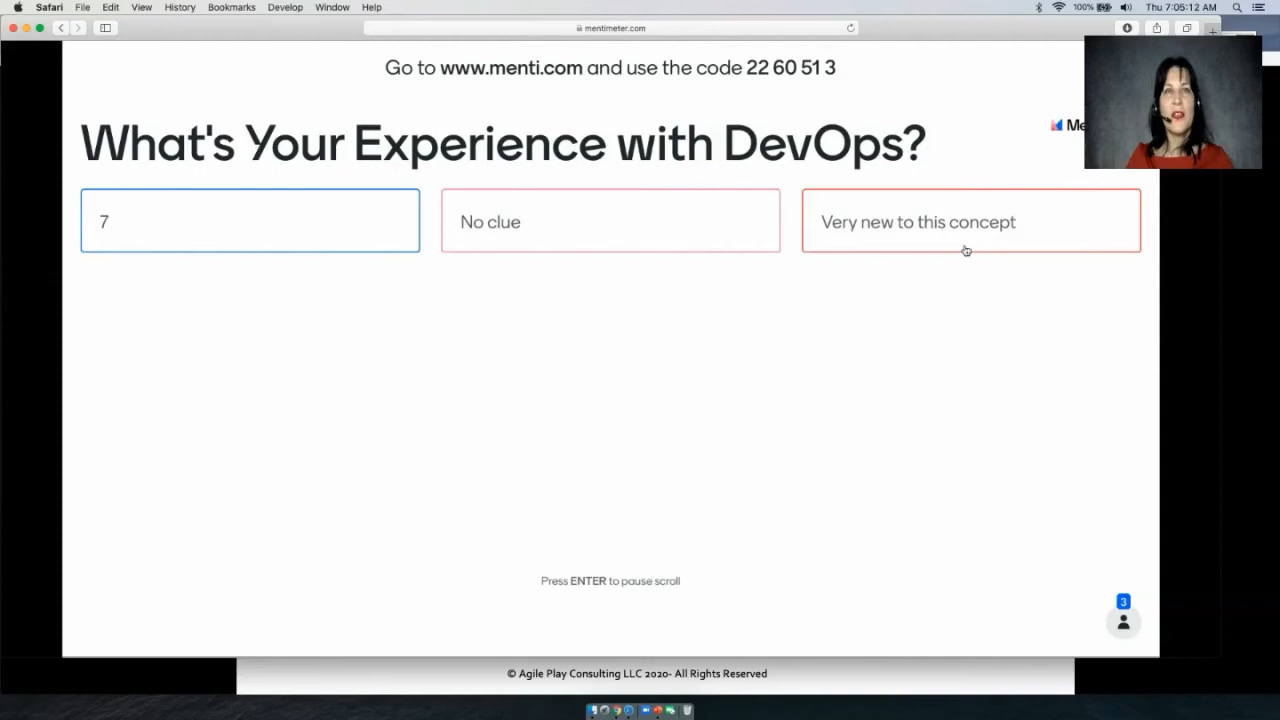 Safari File Edit View History Bookmarks Develop Window Help 100% Thu 7:05:12 AM
mentimeter.com
Go to www.menti.com and use the code 22 60 51 3
What's Your Experience with DevOps?
7
No clue
Very new to this concept
Press ENTER to pause scroll
3
© Agile Play Consulting LLC 2020- All Rights Reserved